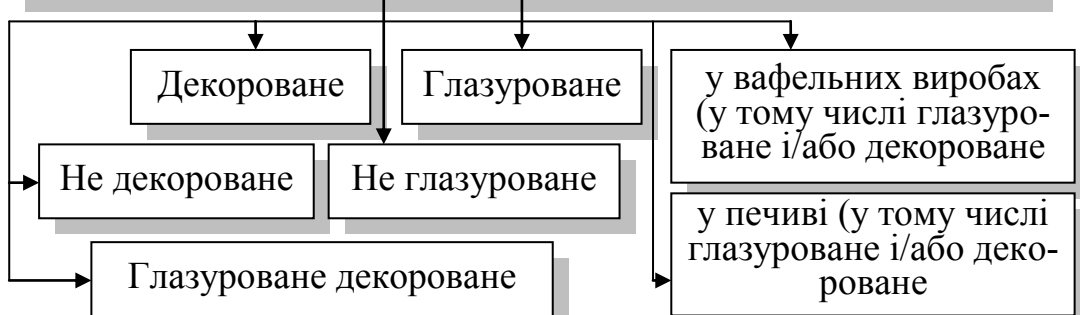 Декороване
Глазуроване
у вафельних виробах
(у тому числі глазуро-
ване і/або декороване
Не декороване
Не глазуроване
у печиві (у тому числі
глазуроване і/або деко-
роване
Глазуроване декороване